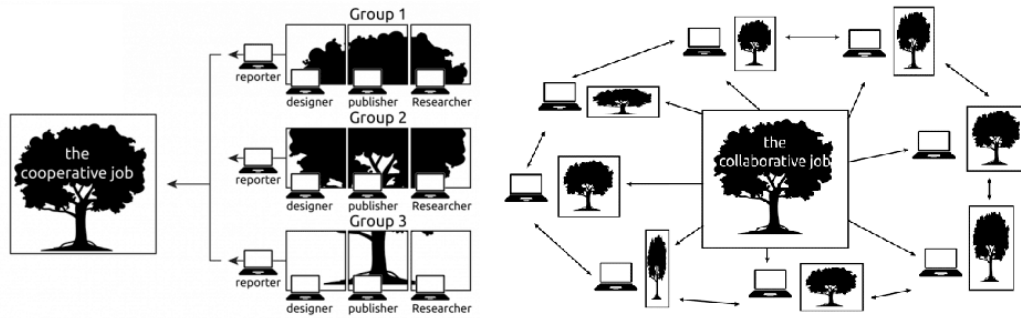 Group 1
reporter
designer publisher Researcher
Group 2
the
cooperative job
reporter
designer publisher Researcher
Group 3
reporter
designer publisher Researcher
the
collaborative job